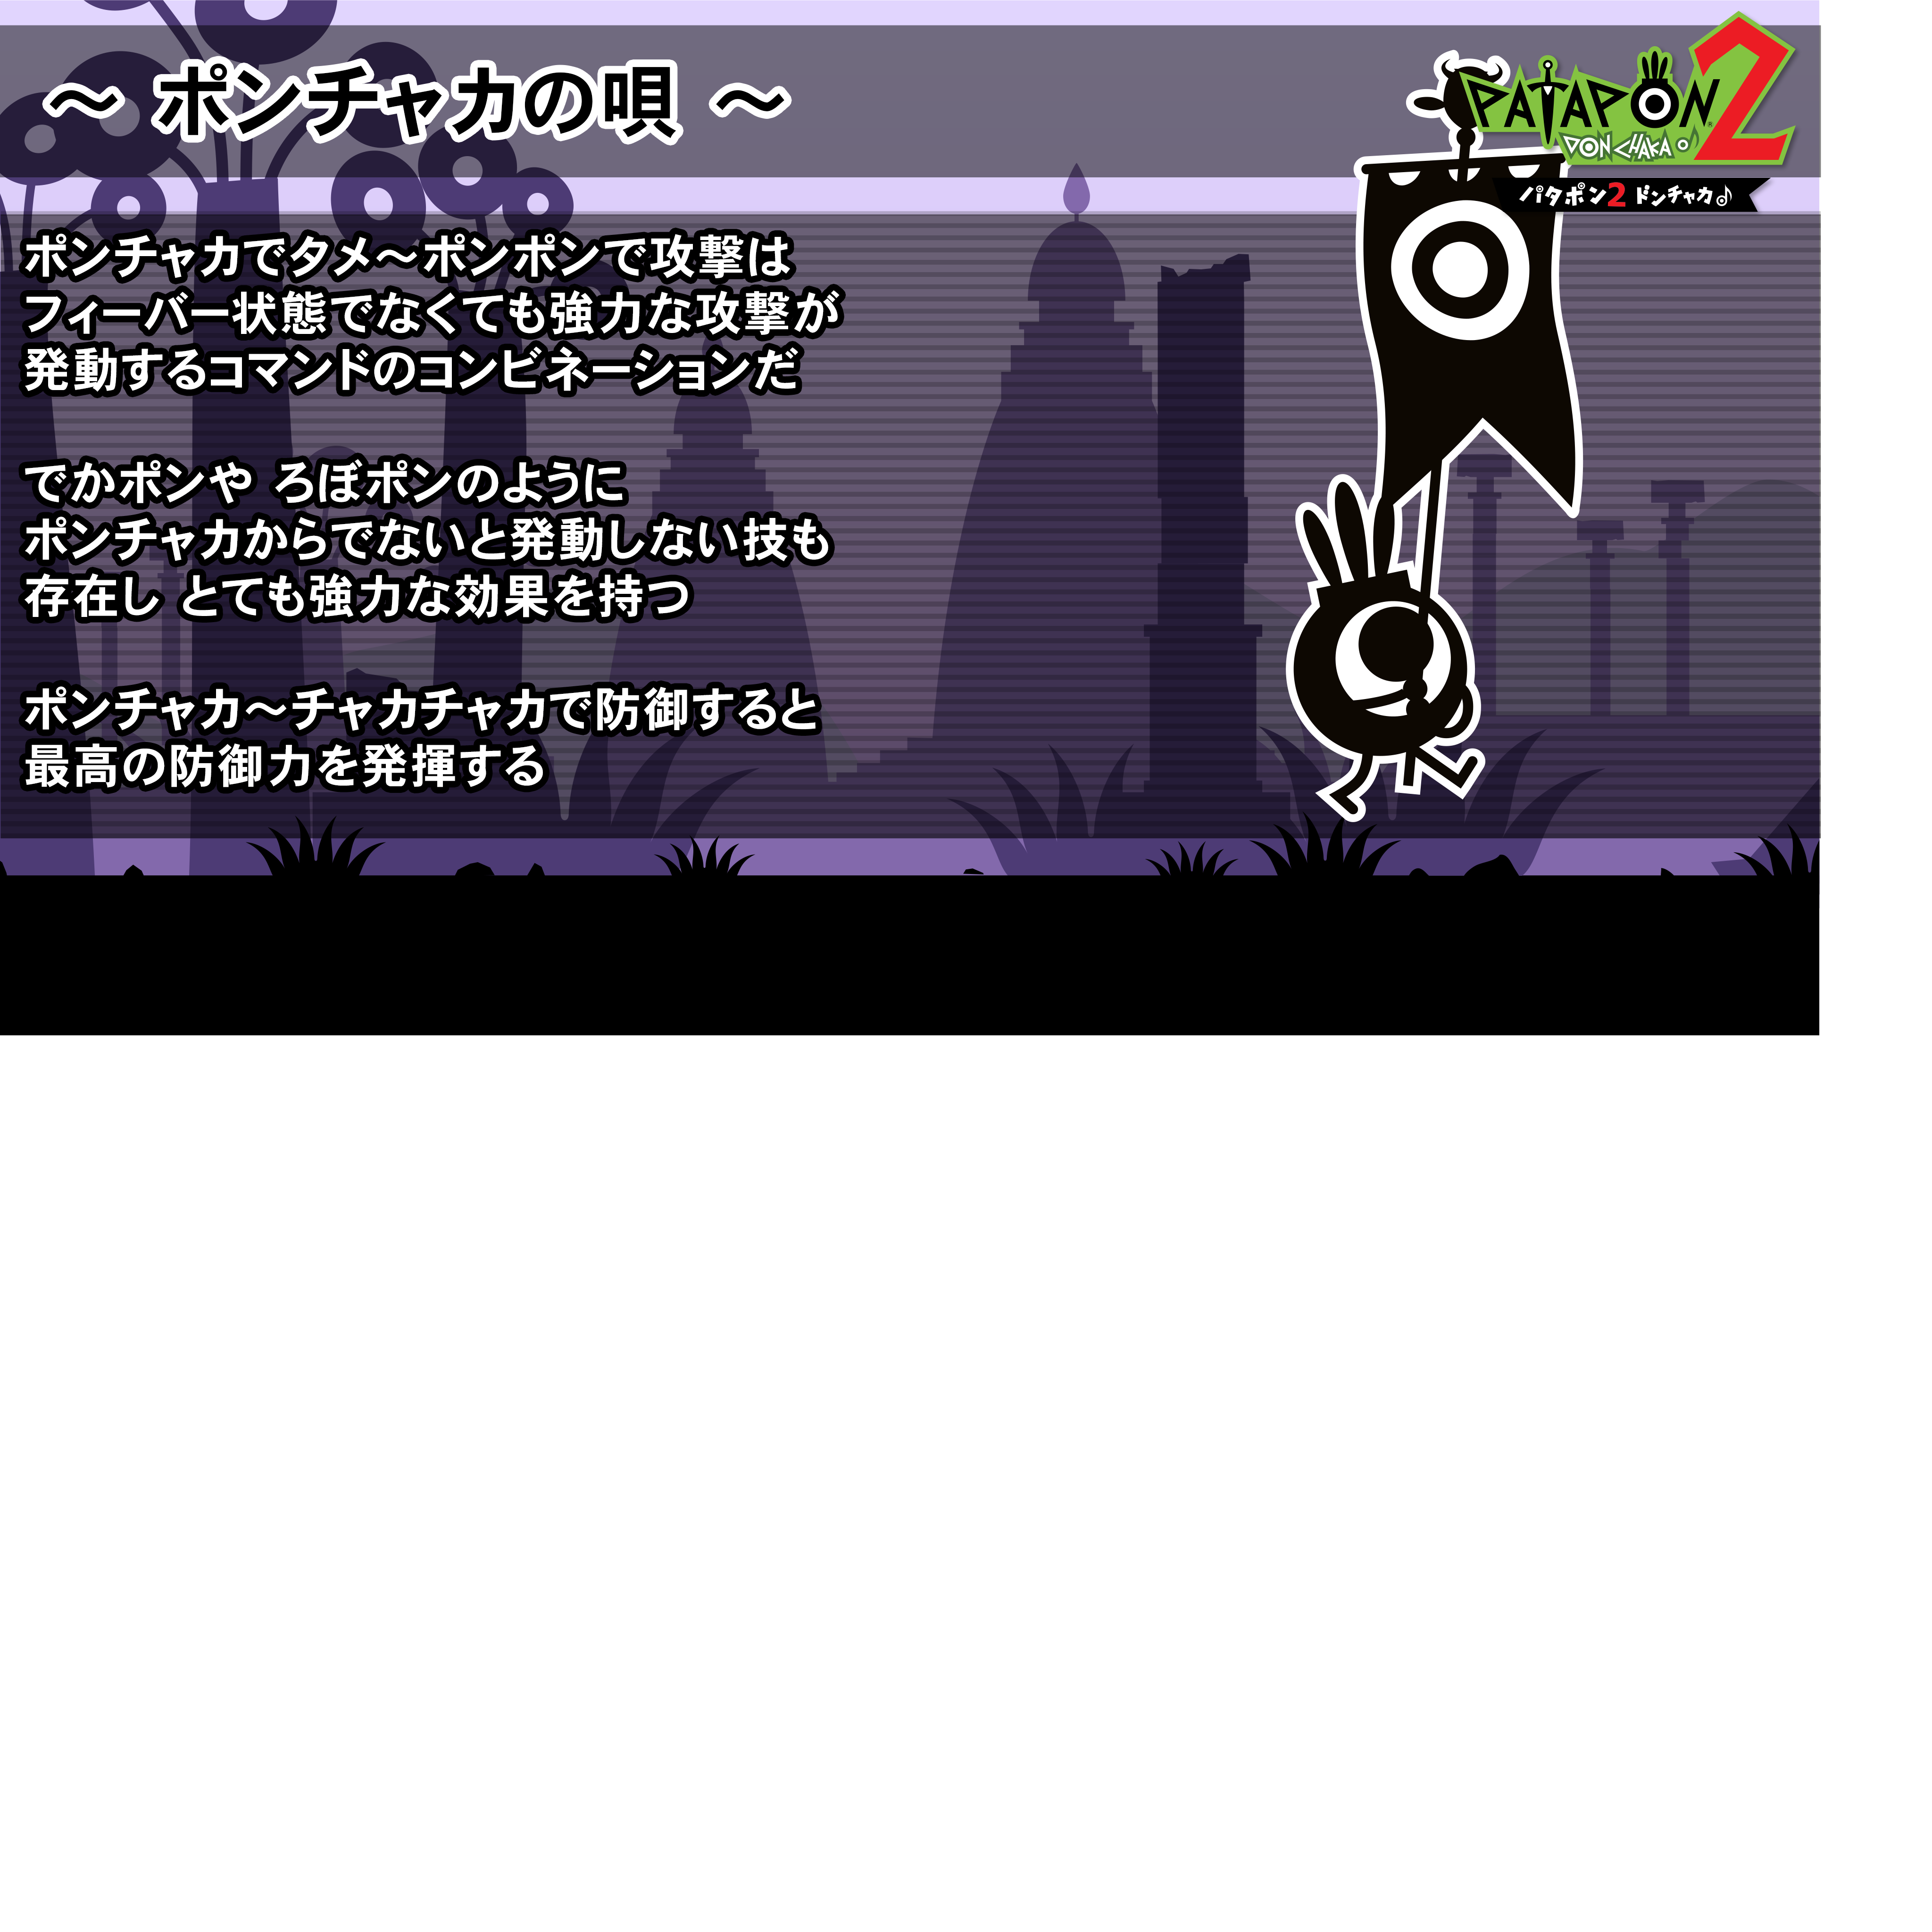 ～ ポンチャカの唄 ～
PATAPON 2
DONCHAKA♪
パタポン2 ドンチャカ♪
ポンチャカでタメ～ポンポンで攻撃は
フィーバー状態でなくても強力な攻撃が
発動するコマンドのコンビネーションだ
でかポンや ろぼポンのように
ポンチャカからでないと発動しない技も
存在し とても強力な効果を持つ
ポンチャカ～チャカチャカで防御すると
最高の防御力を発揮する